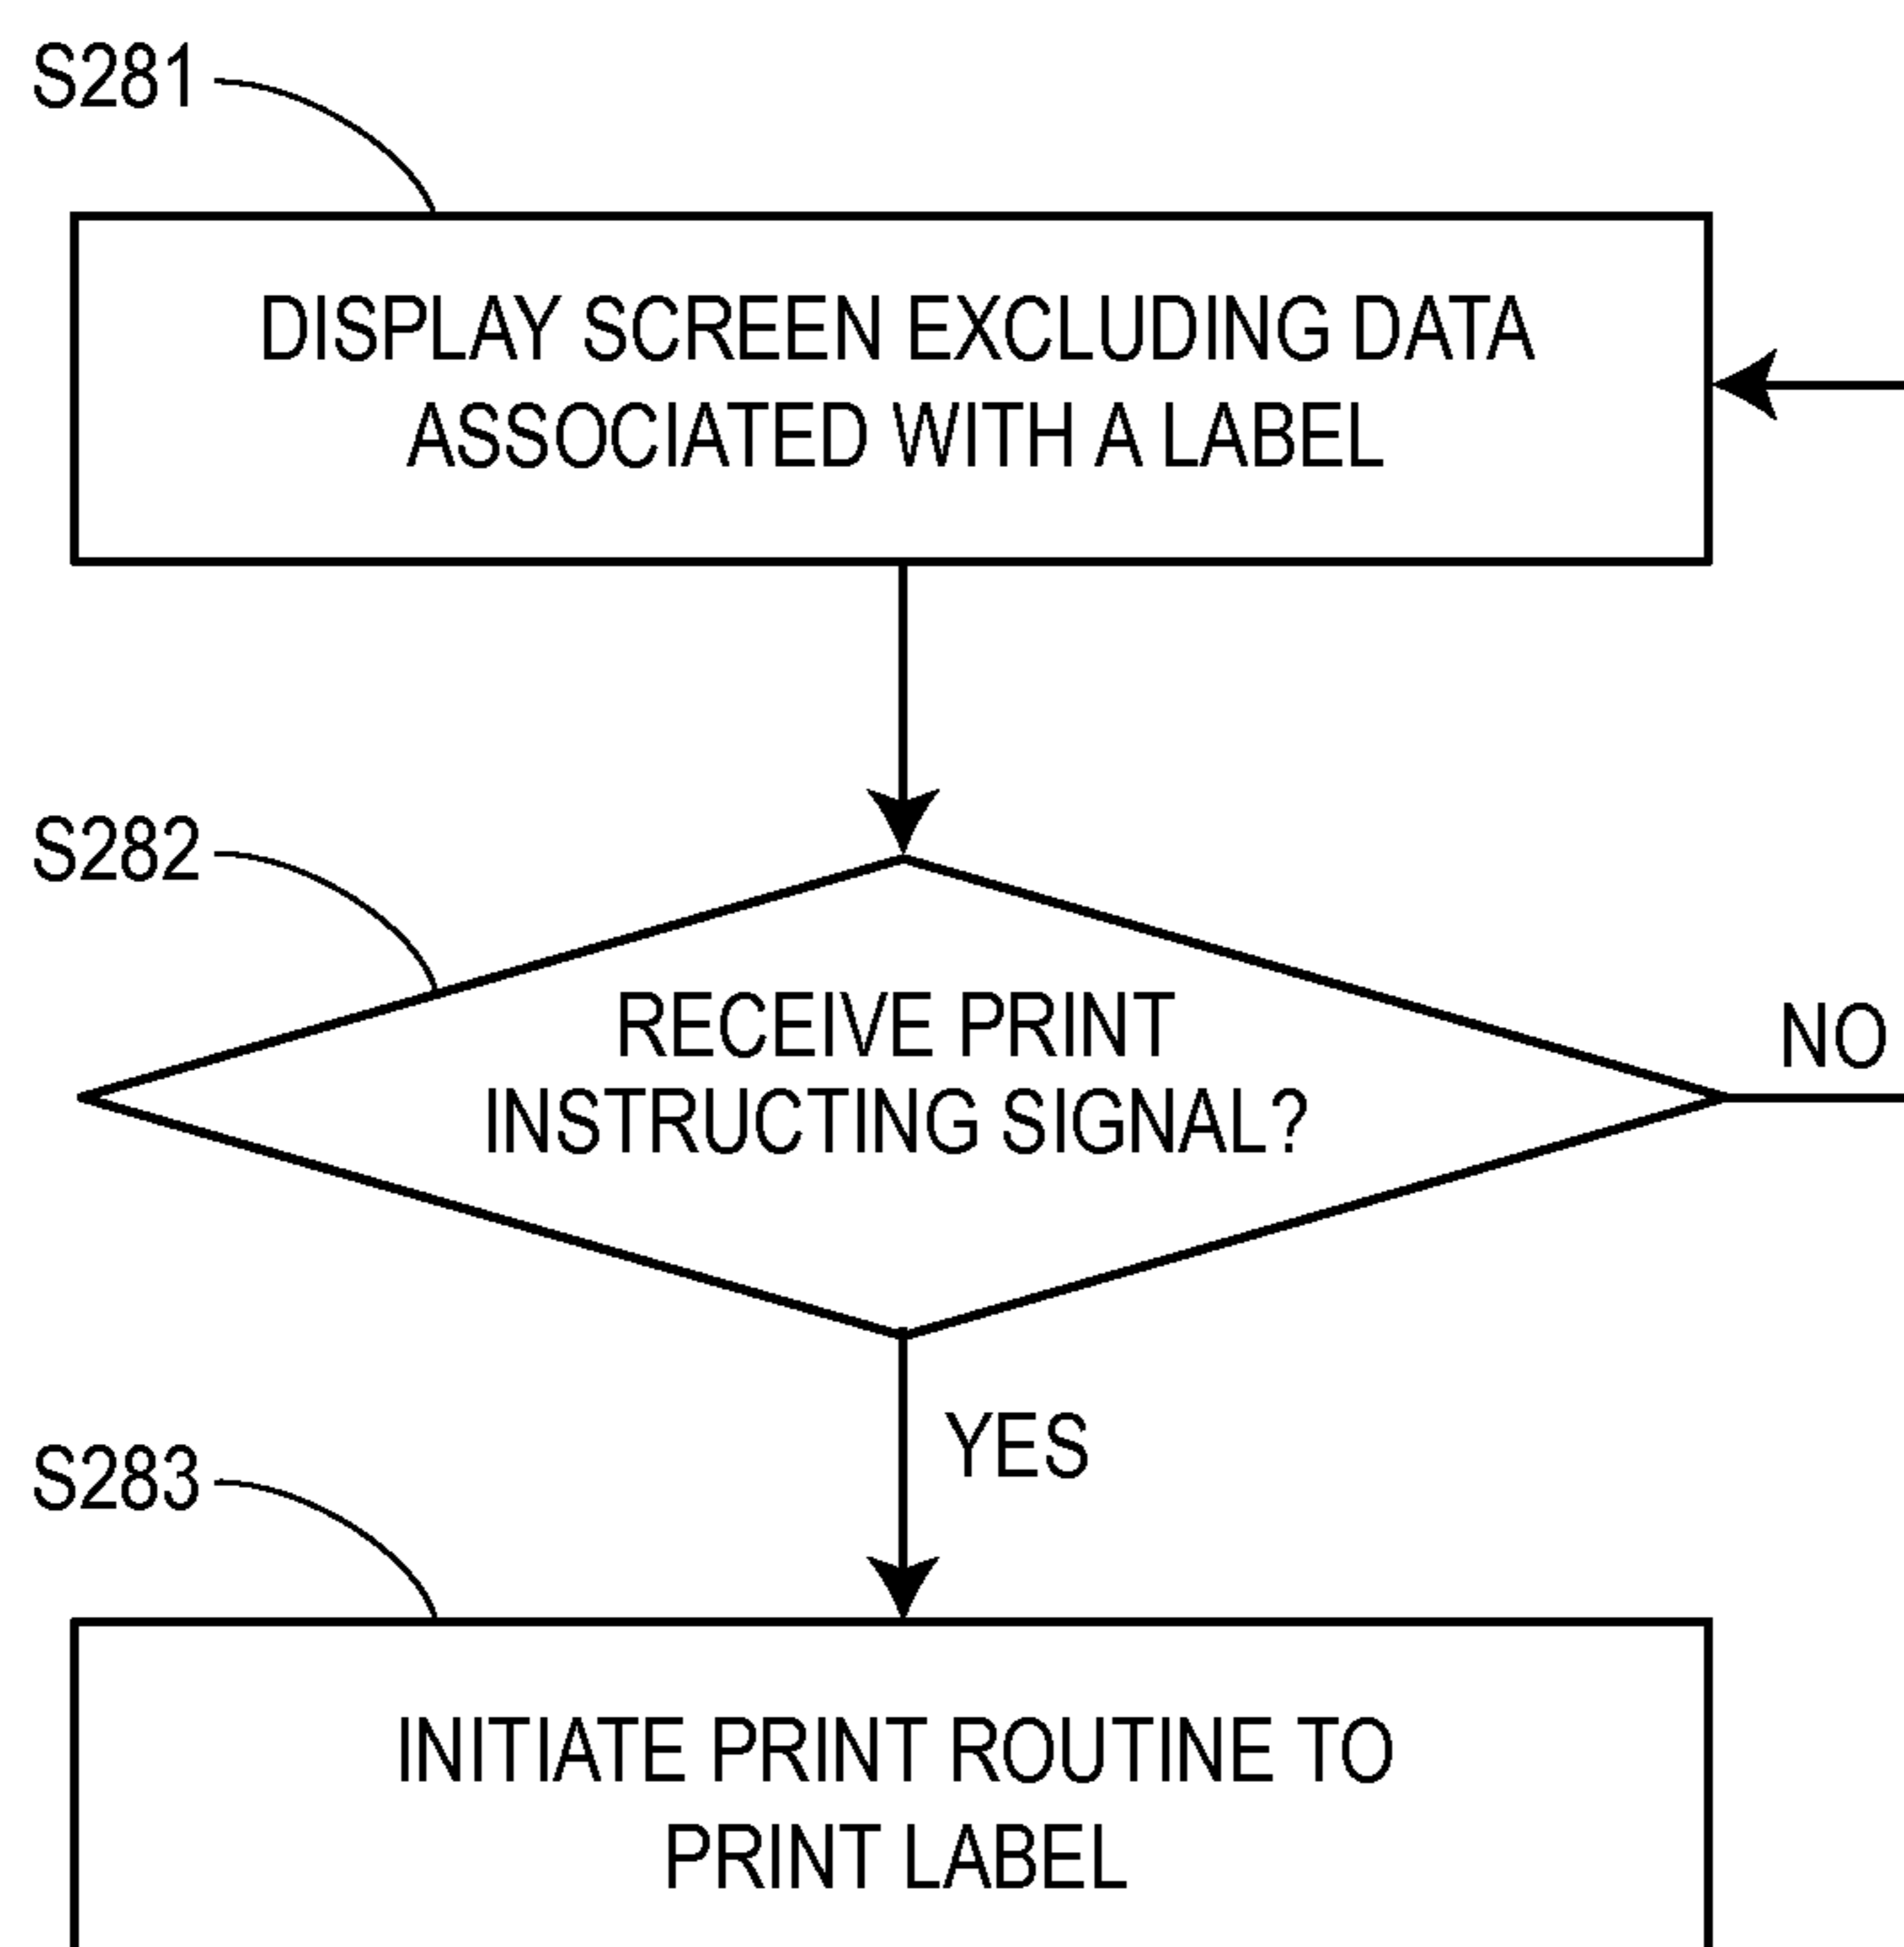 S281
DISPLAY SCREEN EXCLUDING DATA
ASSOCIATED WITH A LABEL
S282
RECEIVE PRINT
INSTRUCTING SIGNAL?
NO
YES
S283
INITIATE PRINT ROUTINE TO
PRINT LABEL